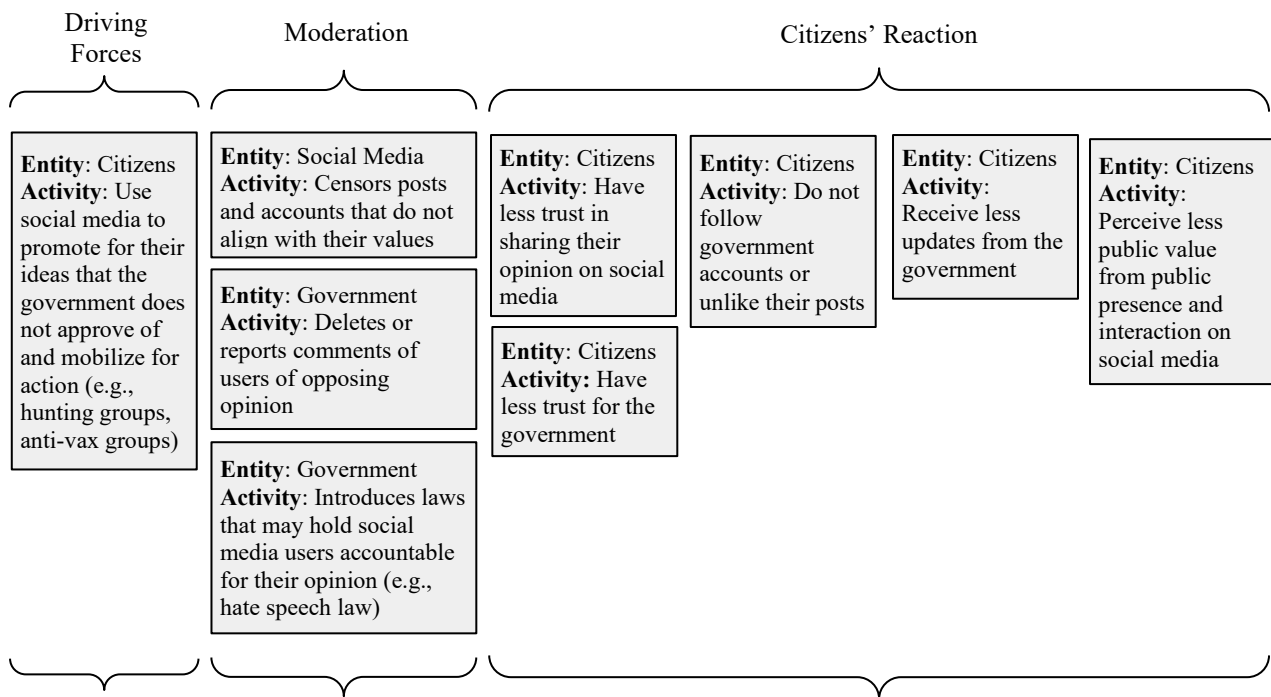 Driving
Forces
Moderation
Citizens’ Reaction
Entity: Citizens
Activity: Use
social media to
promote for their
ideas that the
government does
not approve of
and mobilize for
action (e.g.,
hunting groups,
anti-vax groups)
Entity: Social Media
Activity: Censors posts
and accounts that do not
align with their values
Entity: Government
Activity: Deletes or
reports comments of
users of opposing
opinion
Entity: Government
Activity: Introduces laws
that may hold social
media users accountable
for their opinion (e.g.,
hate speech law)
Entity: Citizens
Activity: Have
less trust in
sharing their
opinion on social
media
Entity: Citizens
Activity: Have
less trust for the
government
Entity: Citizens
Activity: Do not
follow
government
accounts or
unlike their posts
Entity: Citizens
Activity:
Receive less
updates from the
government
Entity: Citizens
Activity:
Perceive less
public value
from public
presence and
interaction on
social media